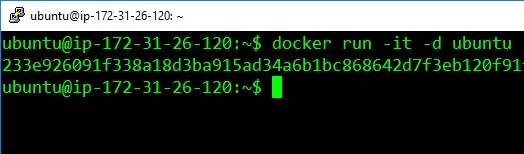 ubuntu@ip-172-31-26-120: ~
ubuntu@ip-172-31-26-120:~$ docker run -it -d ubuntu
233e926091f338a18d3ba915ad34a6b1bc868642d7f3eb120f91
ubuntu@ip-172-31-26-120:~$